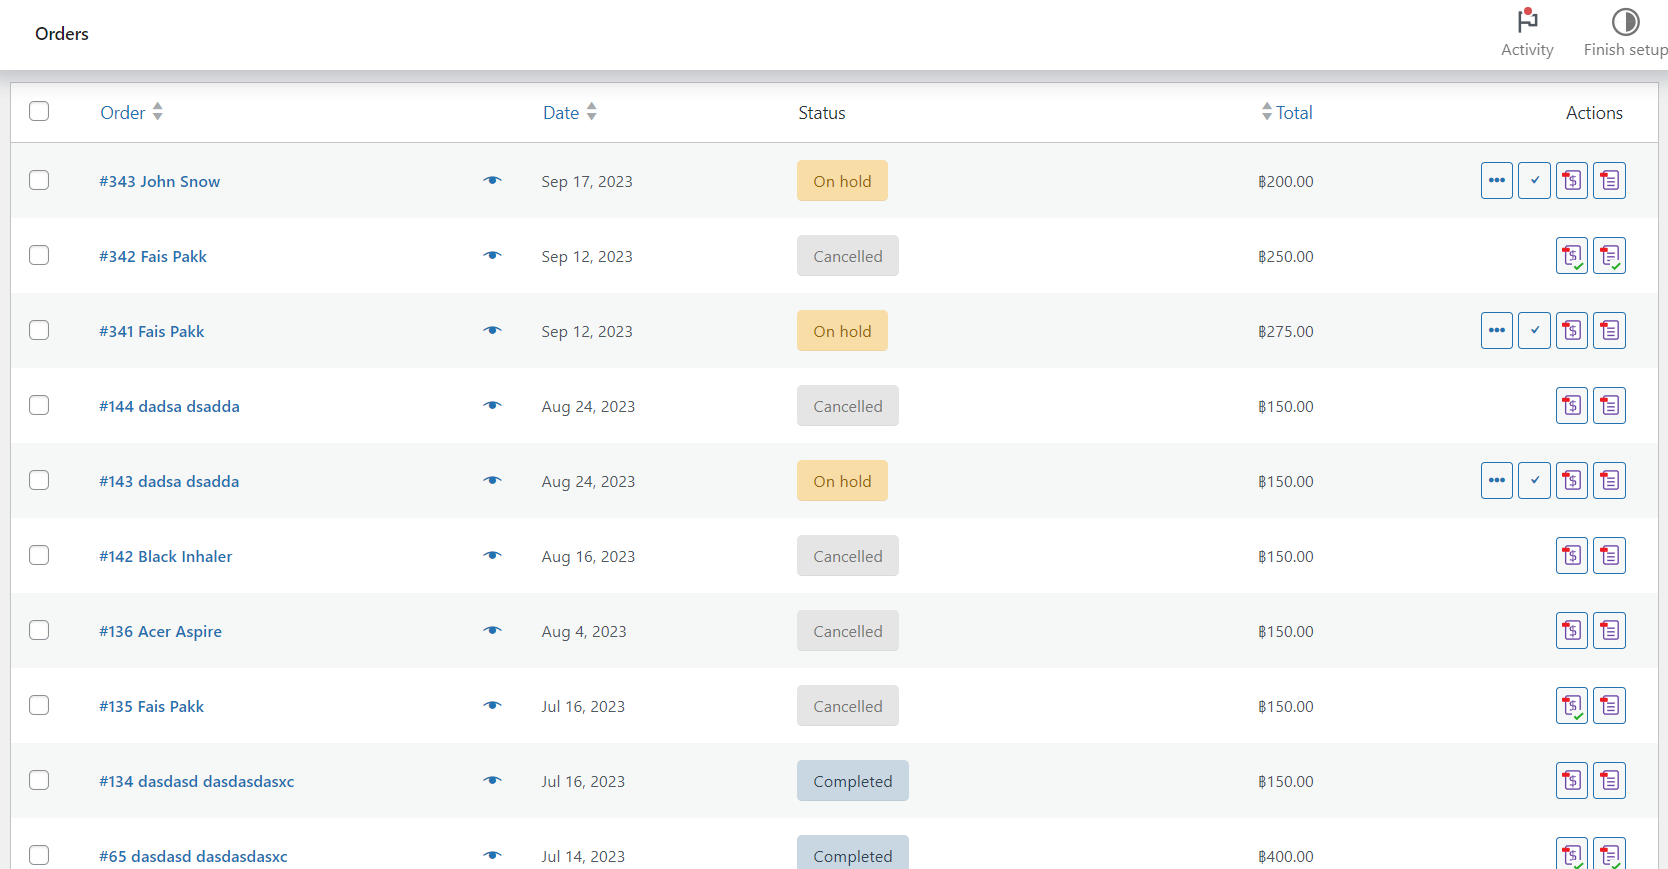 Orders
Activity
Finish setup
Order Date Status Total Actions
#343 John Snow Sep 17, 2023 On hold ฿200.00
#342 Fais Pakk Sep 12, 2023 Cancelled ฿250.00
#341 Fais Pakk Sep 12, 2023 On hold ฿275.00
#144 dadsa dsadda Aug 24, 2023 Cancelled ฿150.00
#143 dadsa dsadda Aug 24, 2023 On hold ฿150.00
#142 Black Inhaler Aug 16, 2023 Cancelled ฿150.00
#136 Acer Aspire Aug 4, 2023 Cancelled ฿150.00
#135 Fais Pakk Jul 16, 2023 Cancelled ฿150.00
#134 dasdasd dasdasdasxc Jul 16, 2023 Completed ฿150.00
#65 dasdasd dasdasdasxc Jul 14, 2023 Completed ฿400.00